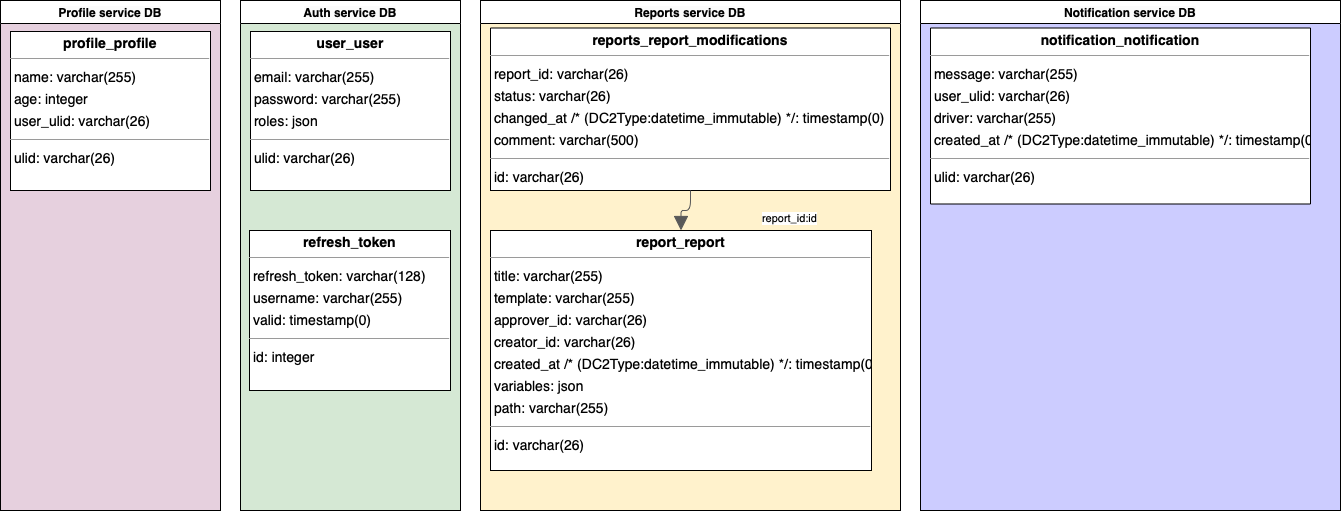 Profile service DB
profile_profile
name: varchar(255)
age: integer
user_ulid: varchar(26)
ulid: varchar(26)
Auth service DB
user_user
email: varchar(255)
password: varchar(255)
roles: json
ulid: varchar(26)
refresh_token
refresh_token: varchar(128)
username: varchar(255)
valid: timestamp(0)
id: integer
Reports service DB
reports_report_modifications
report_id: varchar(26)
status: varchar(26)
changed_at /* (DC2Type:datetime_immutable) */: timestamp(0)
comment: varchar(500)
id: varchar(26)
report_id:id
report_report
title: varchar(255)
template: varchar(255)
approver_id: varchar(26)
creator_id: varchar(26)
created_at /* (DC2Type:datetime_immutable) */: timestamp(0
variables: json
path: varchar(255)
id: varchar(26)
Notification service DB
notification_notification
message: varchar(255)
user_ulid: varchar(26)
driver: varchar(255)
created_at /* (DC2Type:datetime_immutable) */: timestamp(0
ulid: varchar(26)